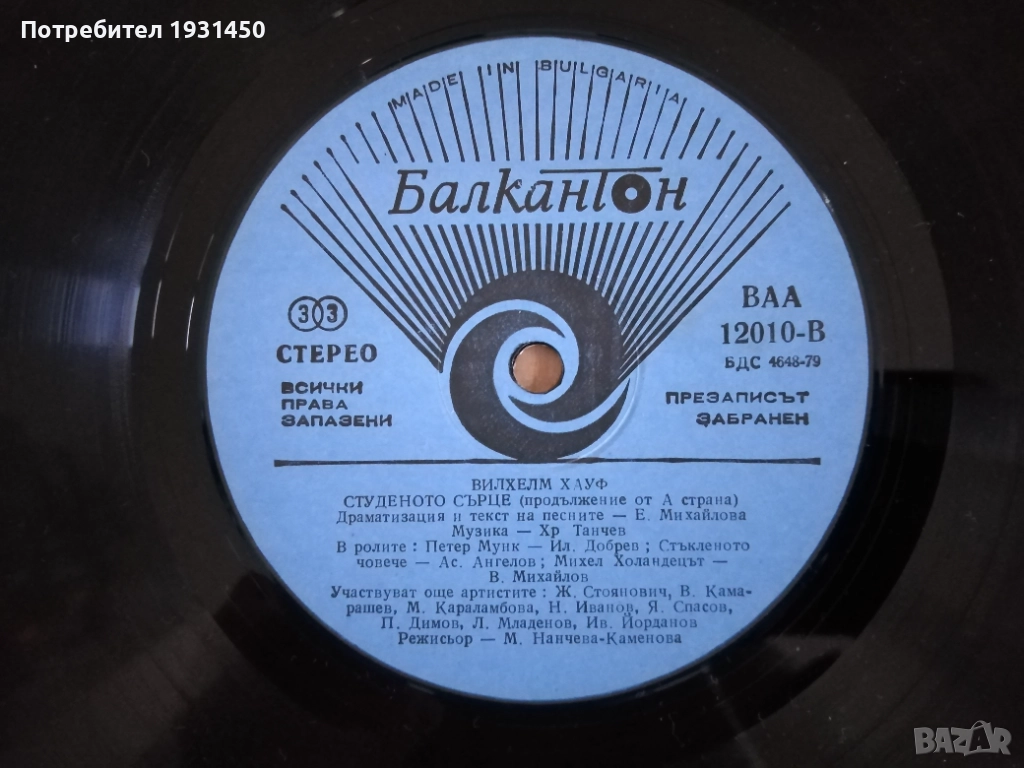 Потребител 1931450
MADE IN BULGARIA
Балкантон
33
СТЕРЕО
ВСИЧКИ
ПРАВА
ЗАПАЗЕНИ
ВАА
12010-В
БДС 4648-79
ПРЕЗАПИСЪТ
ЗАБРАНЕН
ВИЛХЕЛМ ХАУФ
СТУДЕНОТО СЪРЦЕ (продължение от А страна)
Драматизация и текст на песните — Е. Михайлова
Музика — Хр Танчев
В ролите : Петер Мунк — Ил. Добрев ; Стъкленото
човече — Ас. Ангелов ; Михел Холандецът —
В. Михайлов
Участвуват още артистите : Ж. Стоянович, В. Кама-
рашев, М. Караламбова, Н. Иванов, Я. Спасов,
П. Димов, Л. Младенов, Ив. Йорданов
Режисьор — М. Нанчева-Каменова
BAZAR